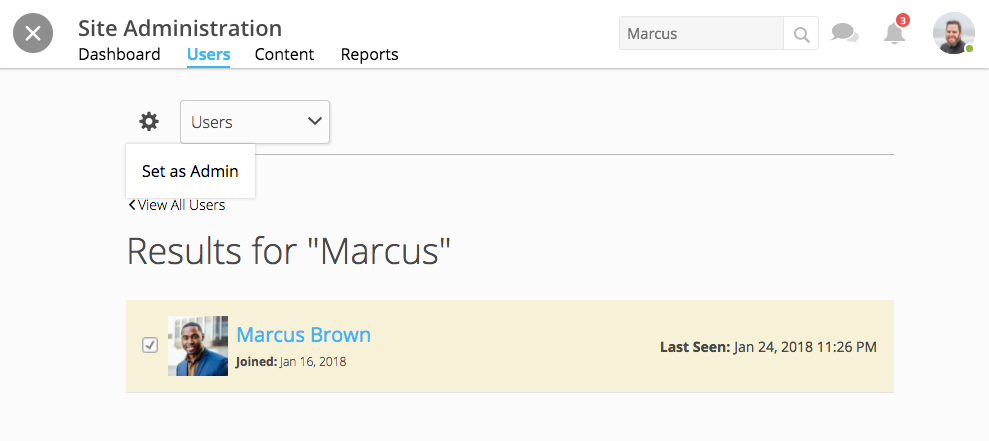 Site Administration
Marcus
3
Dashboard Users Content Reports
Users
Set as Admin
View All Users
Results for "Marcus"
Marcus Brown
Joined: Jan 16, 2018
Last Seen: Jan 24, 2018 11:26 PM